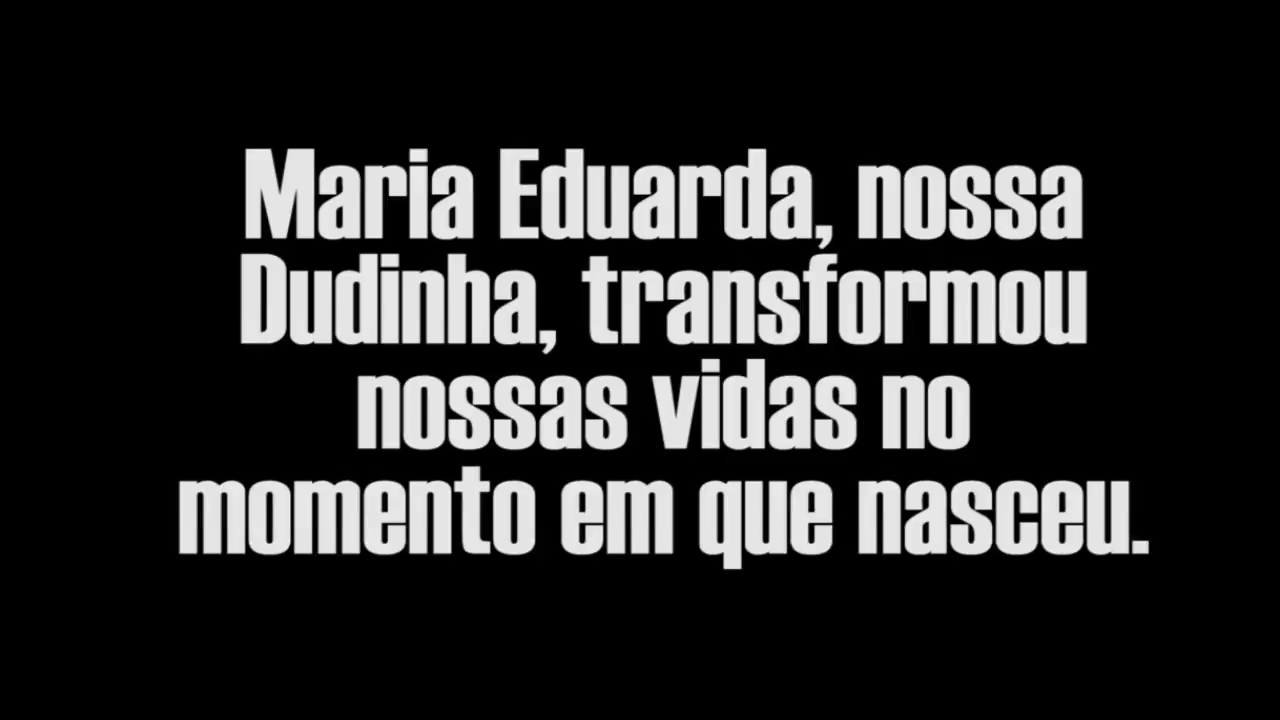 Maria Eduarda, nossa
Dudinha, transformou
nossas vidas no
momento em que nasceu.